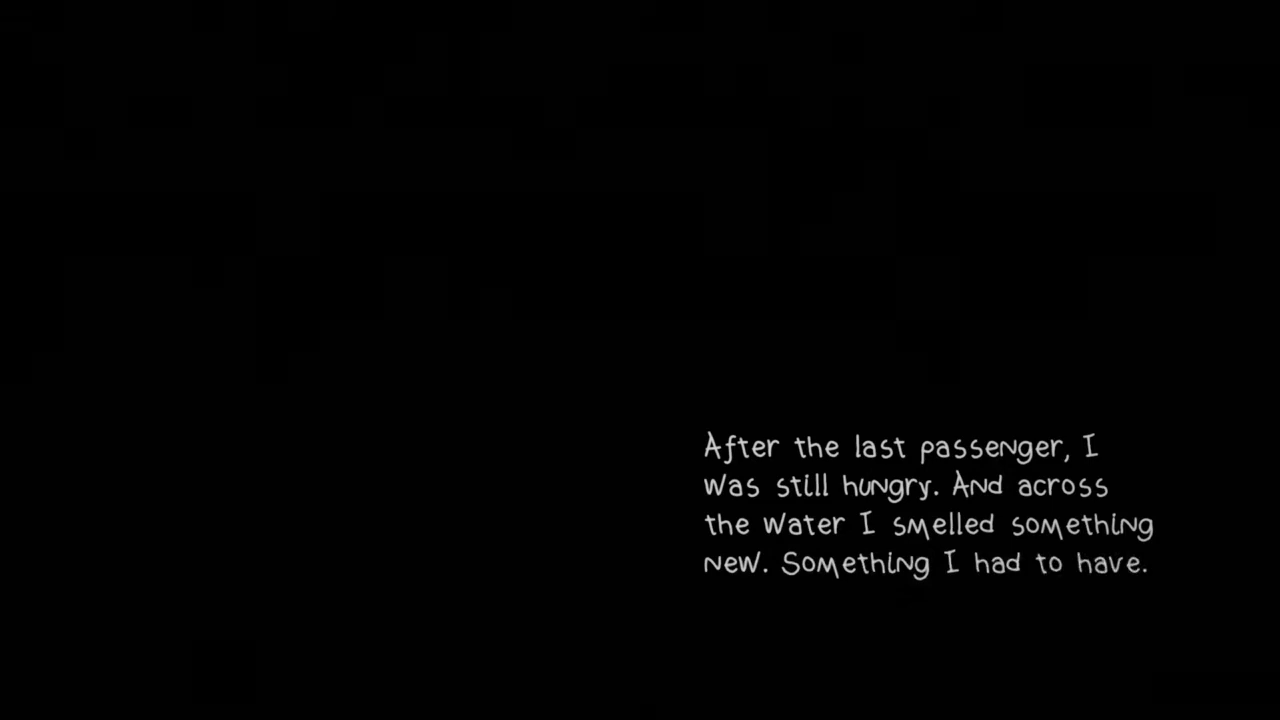 After the last passenger, I
was still hungry. And across
the water I smelled something
new. Something I had to have.